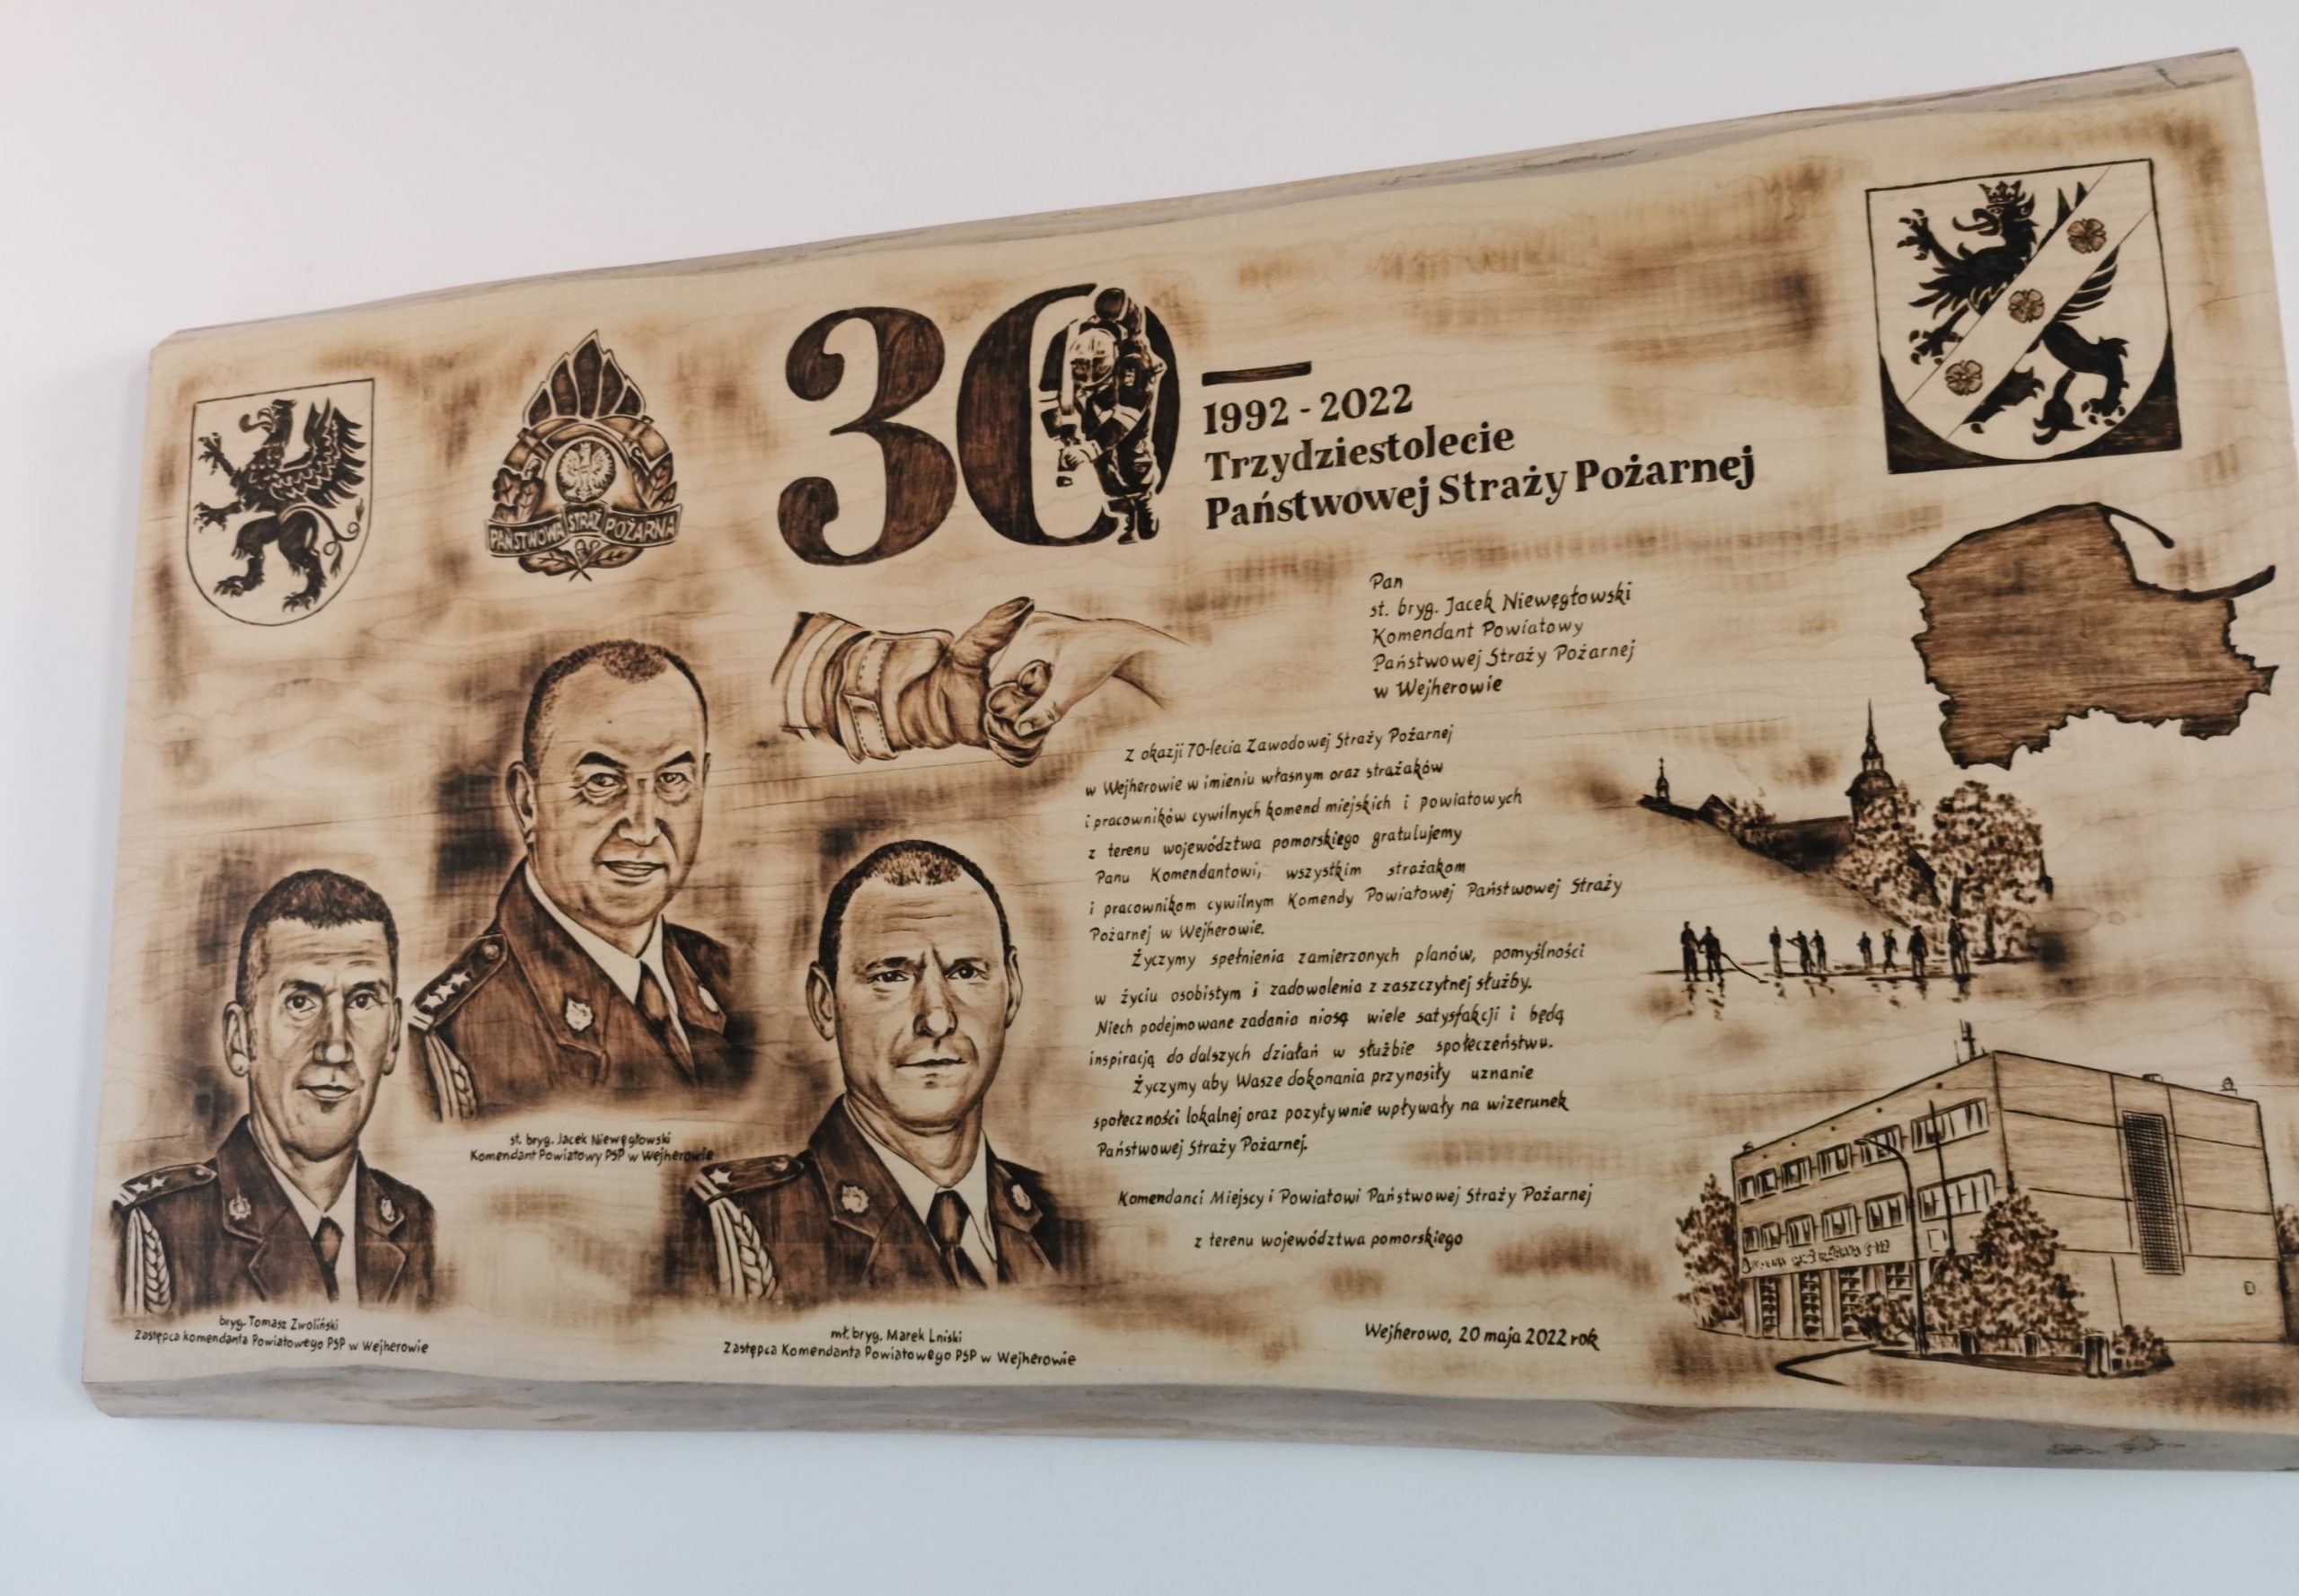 PAŃSTWOWA STRAŻ POŻARNA
30
1992 - 2022
Trzydziestolecie
Państwowej Straży Pożarnej
Pan
st. bryg. Jacek Niewęgłowski
Komendant Powiatowy
Państwowej Straży Pożarnej
w Wejherowie
Z okazji 70-lecia Zawodowej Straży Pożarnej
w Wejherowie w imieniu własnym oraz strażaków
i pracowników cywilnych komend miejskich i powiatowych
z terenu województwa pomorskiego gratulujemy
Panu Komendantowi, wszystkim strażakom
i pracownikom cywilnym Komendy Powiatowej Państwowej Straży
Pożarnej w Wejherowie.
Życzymy spełnienia zamierzonych planów, pomyślności
w życiu osobistym i zadowolenia z zaszczytnej służby.
Niech podejmowane zadania niosą wiele satysfakcji i będą
inspiracją do dalszych działań w służbie społeczeństwu.
Życzymy aby Wasze dokonania przynosiły uznanie
społeczności lokalnej oraz pozytywnie wpływały na wizerunek
Państwowej Straży Pożarnej.
Komendanci Miejscy i Powiatowi Państwowej Straży Pożarnej
z terenu województwa pomorskiego
Wejherowo, 20 maja 2022 rok
st. bryg. Jacek Niewęgłowski
Komendant Powiatowy PSP w Wejherowie
bryg. Tomasz Zwoliński
Zastępca Komendanta Powiatowego PSP w Wejherowie
mł. bryg. Marek Lniski
Zastępca Komendanta Powiatowego PSP w Wejherowie